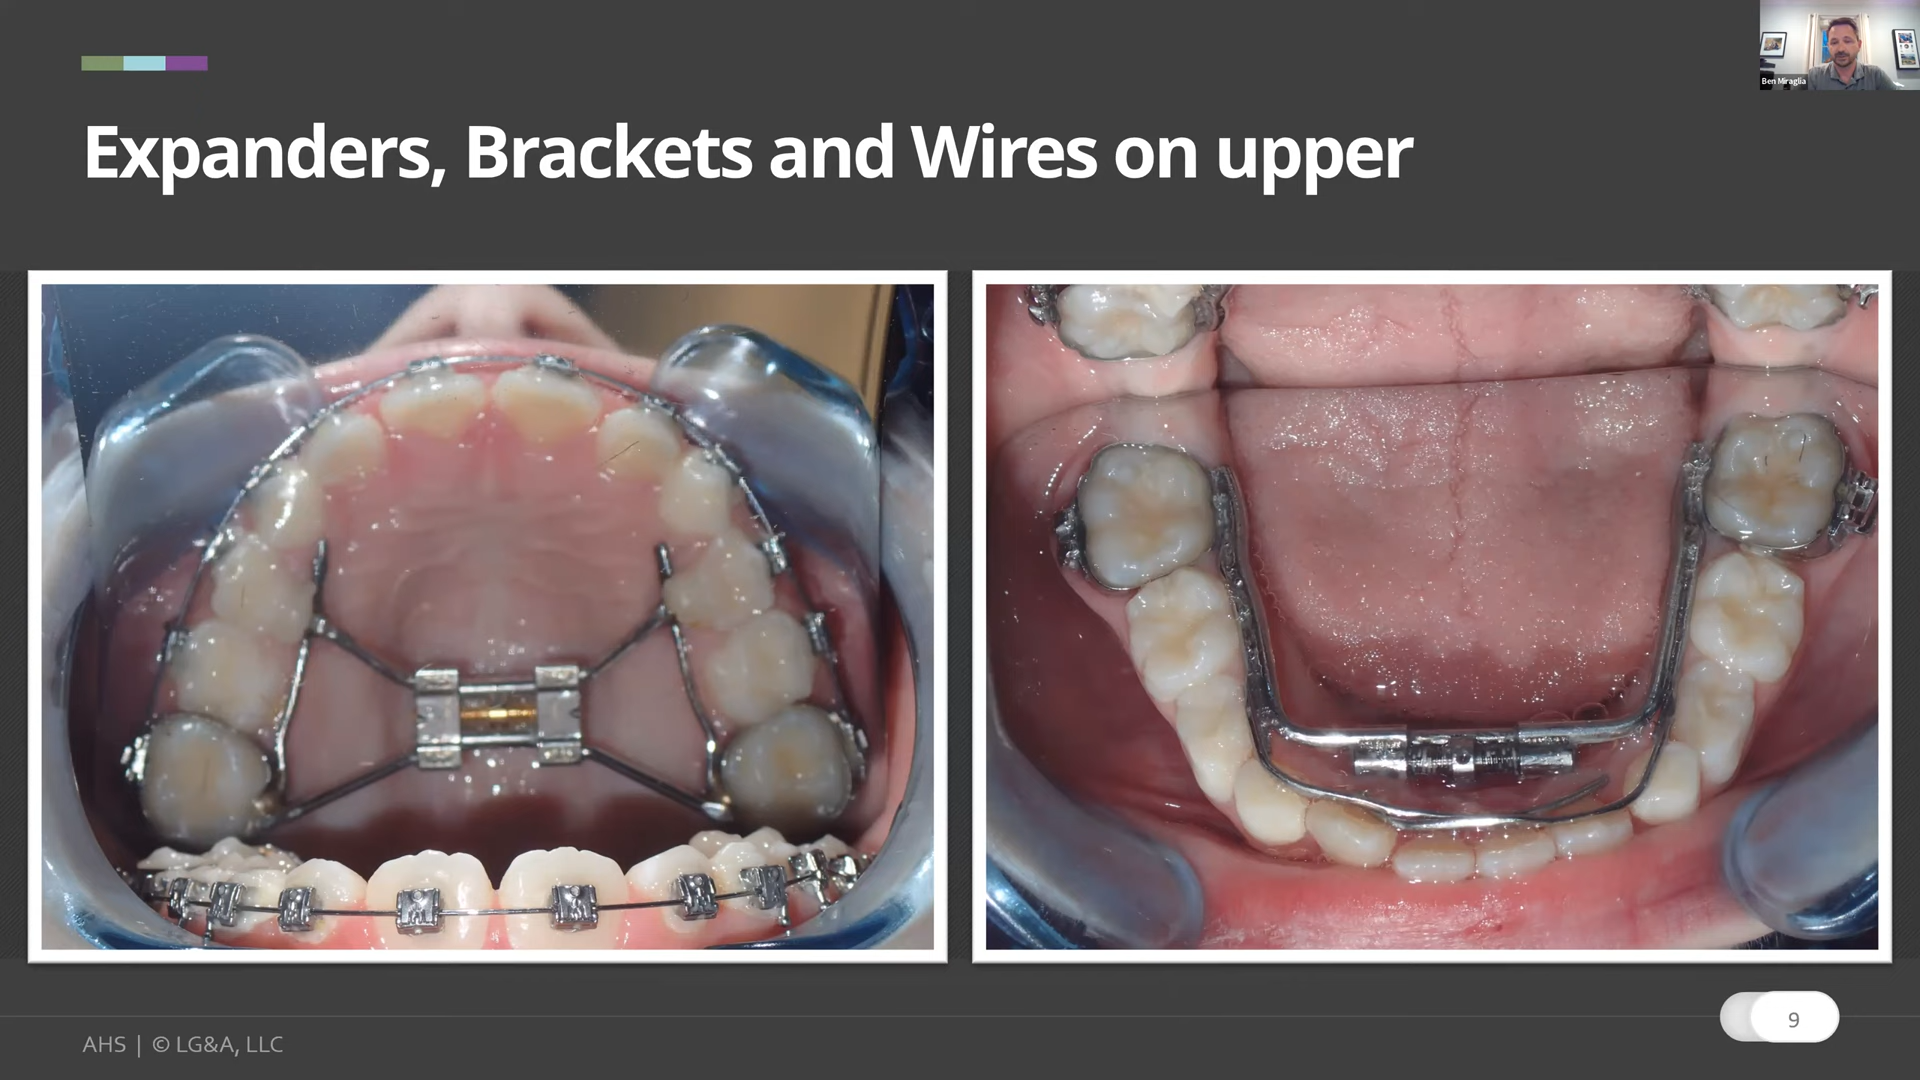 Ben Miraglia
Expanders, Brackets and Wires on upper
9
AHS | © LG&A, LLC